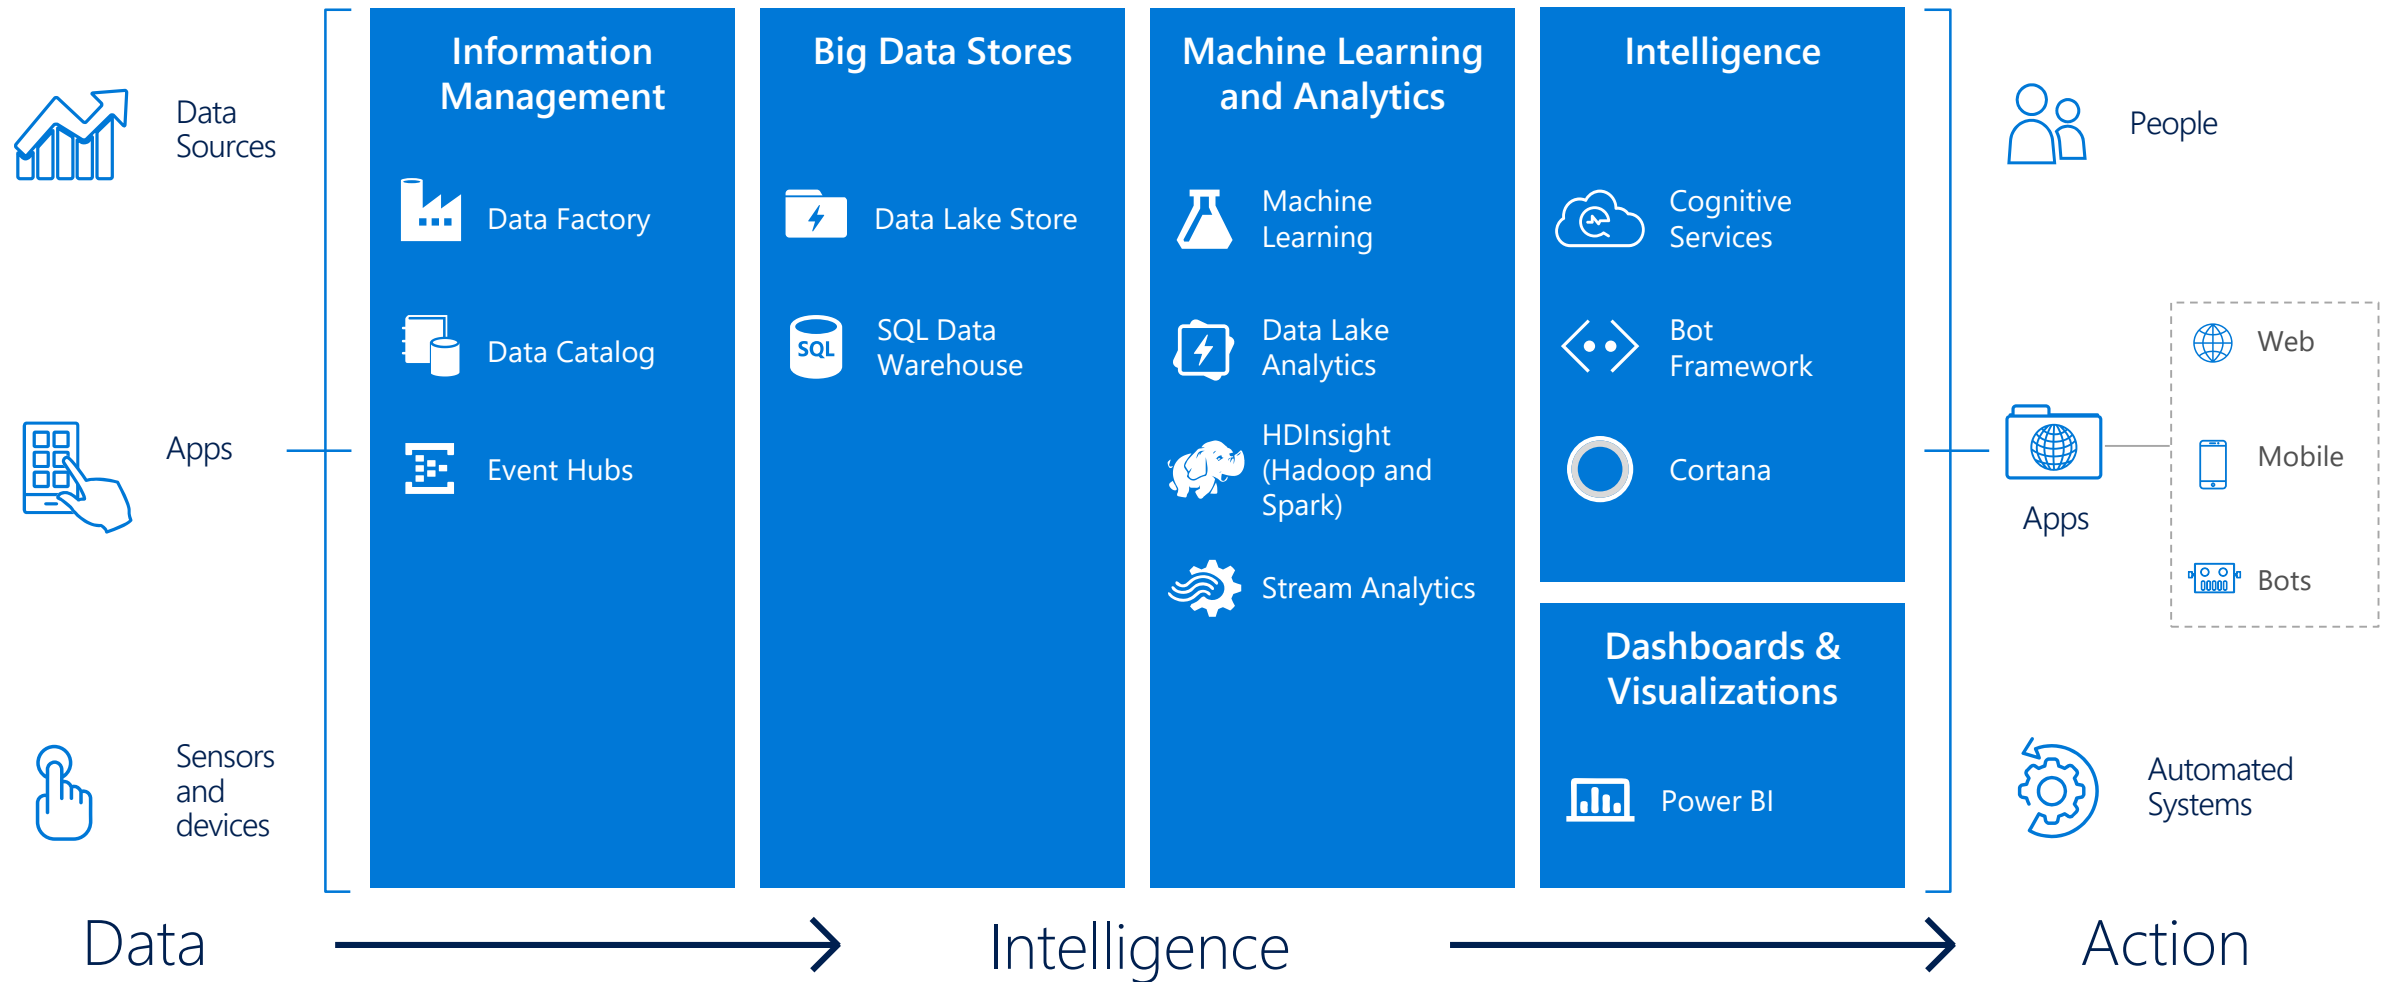 Data
Sources
Apps
Sensors
and
devices
Information
Management
Data Factory
Data Catalog
Event Hubs
Big Data Stores
Data Lake Store
SQL
SQL Data
Warehouse
Machine Learning
and Analytics
Machine
Learning
Data Lake
Analytics
HDInsight
(Hadoop and
Spark)
Stream Analytics
Intelligence
Cognitive
Services
Bot
Framework
Cortana
Dashboards &
Visualizations
Power BI
People
Apps
Web
Mobile
Bots
Automated
Systems
Data
Intelligence
Action